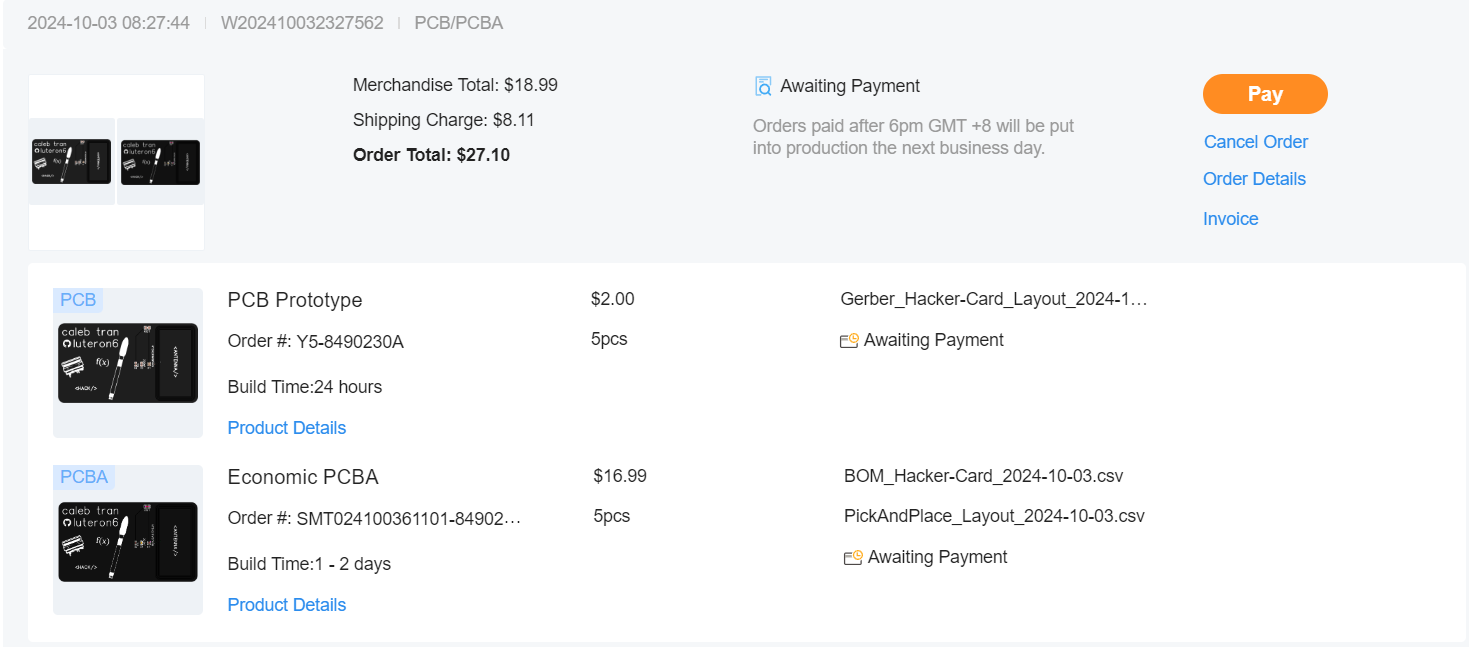 2024-10-03 08:27:44 W202410032327562 PCB/PCBA
caleb tran
luteron6
f(x)
caleb tran
luteron6
f(x)
Merchandise Total: $18.99
Shipping Charge: $8.11
Order Total: $27.10
Awaiting Payment
Orders paid after 6pm GMT +8 will be put
into production the next business day.
Pay
Cancel Order
Order Details
Invoice
PCB
caleb tran
luteron6
f(x)
<HACK/>
<ANTENNA/>
PCB Prototype
Order #: Y5-8490230A
Build Time:24 hours
Product Details
$2.00
5pcs
Gerber_Hacker-Card_Layout_2024-1…
Awaiting Payment
PCBA
caleb tran
luteron6
f(x)
<HACK/>
<ANTENNA/>
Economic PCBA
Order #: SMT024100361101-84902…
Build Time:1 - 2 days
Product Details
$16.99
5pcs
BOM_Hacker-Card_2024-10-03.csv
PickAndPlace_Layout_2024-10-03.csv
Awaiting Payment